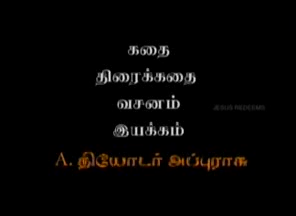 கதை
திரைக்கதை
வசனம்
JESUS REDEEMS
இயக்கம்
A. தியோடர் அப்புராசு